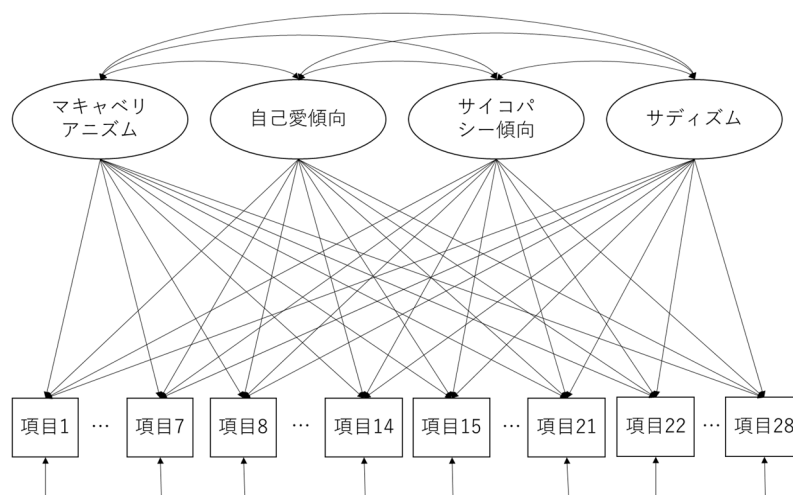 マキャベリ
アニズム
自己愛傾向
サイコパ
シー傾向
サディズム
項目1 … 項目7 項目8 … 項目14 項目15 … 項目21 項目22 … 項目28